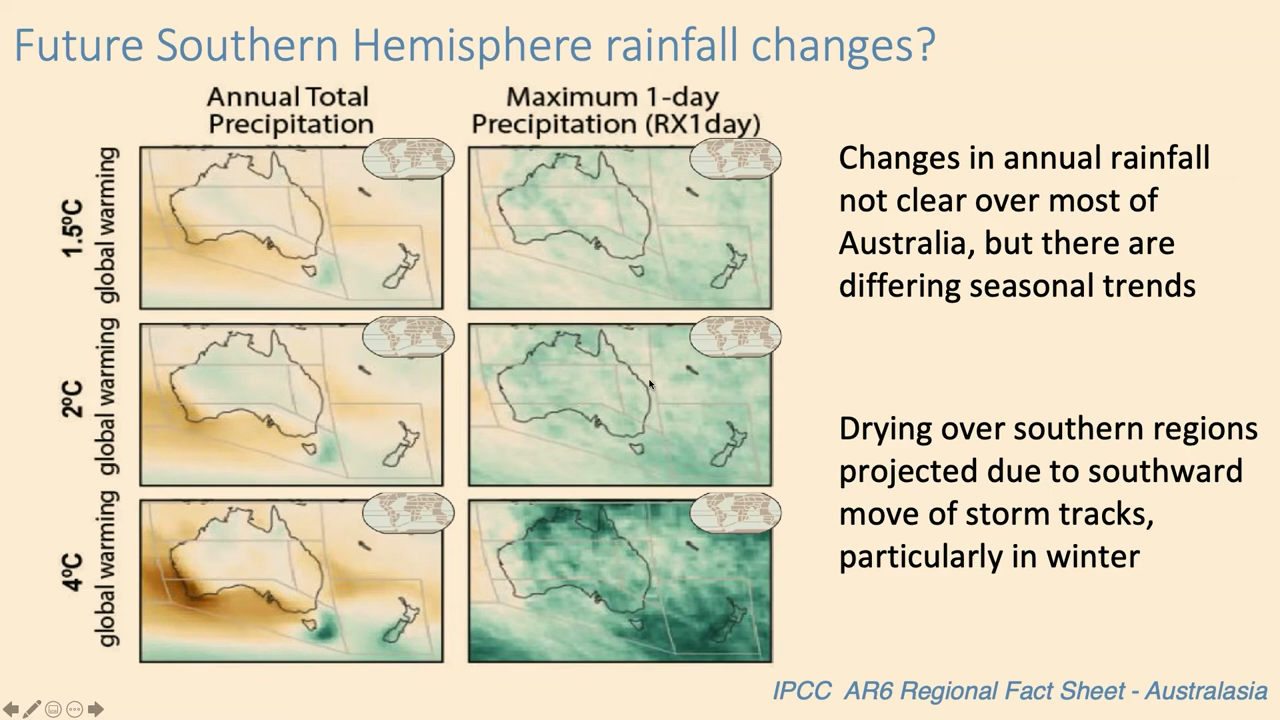 Future Southern Hemisphere rainfall changes?
Annual Total
Precipitation
Maximum 1-day
Precipitation (RX1day)
1.5ºC
global warming
2ºC
global warming
4ºC
global warming
Changes in annual rainfall
not clear over most of
Australia, but there are
differing seasonal trends
Drying over southern regions
projected due to southward
move of storm tracks,
particularly in winter
IPCC AR6 Regional Fact Sheet - Australasia